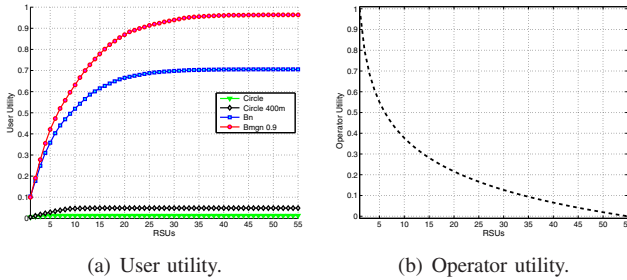 1
0.9
0.8
0.7
0.6
0.5
0.4
0.3
0.2
0.1
0
User Utility
Circle
Circle 400m
Bn
Bmgn 0.9
5 10 15 20 25 30 35 40 45 50 55
RSUs
(a) User utility.
1
0.9
0.8
0.7
0.6
0.5
0.4
0.3
0.2
0.1
0
Operator Utility
5 10 15 20 25 30 35 40 45 50 55
RSUs
(b) Operator utility.